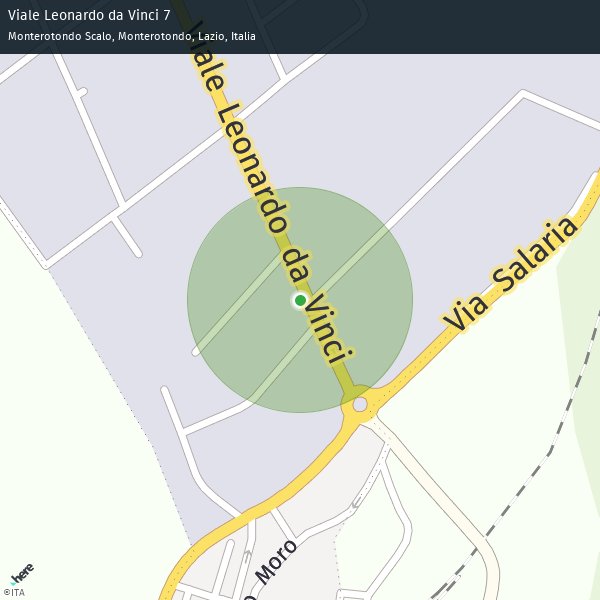 Viale Leonardo da Vinci 7
Monterotondo Scalo, Monterotondo, Lazio, Italia
Viale Leonardo da Vinci
Via Salaria
Moro
here
©ITA